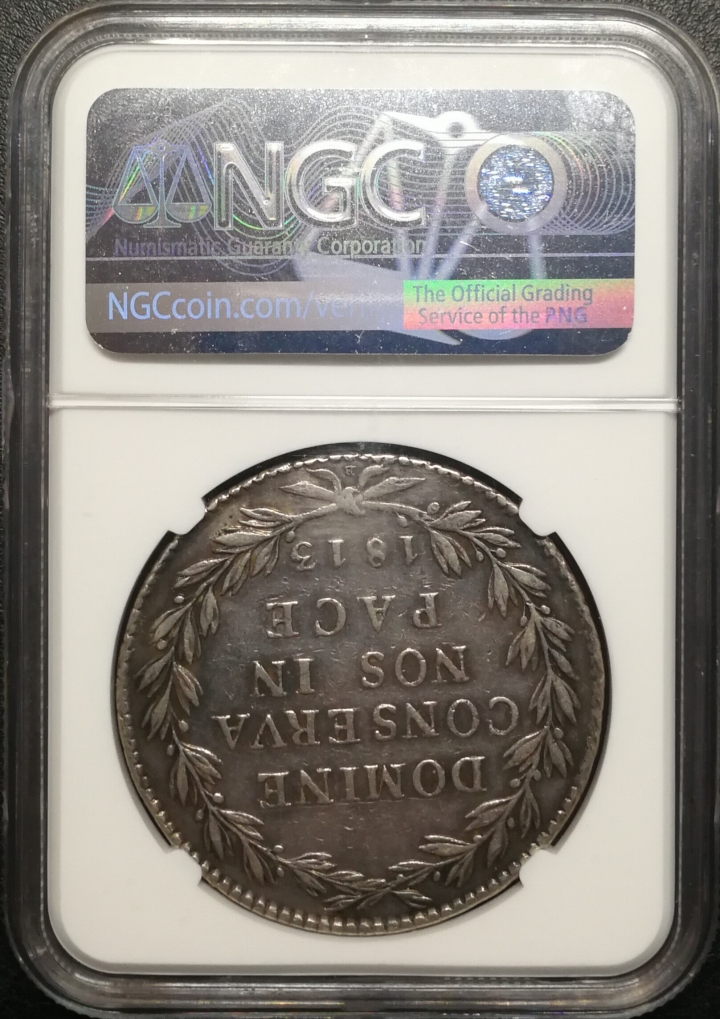 NGC
Numismatic Guaranty Corporation
NGCcoin.com/veri
The Official Grading
Service of the PNG
DOMINE
CONSERVA
NOS IN
PACE
1813
B